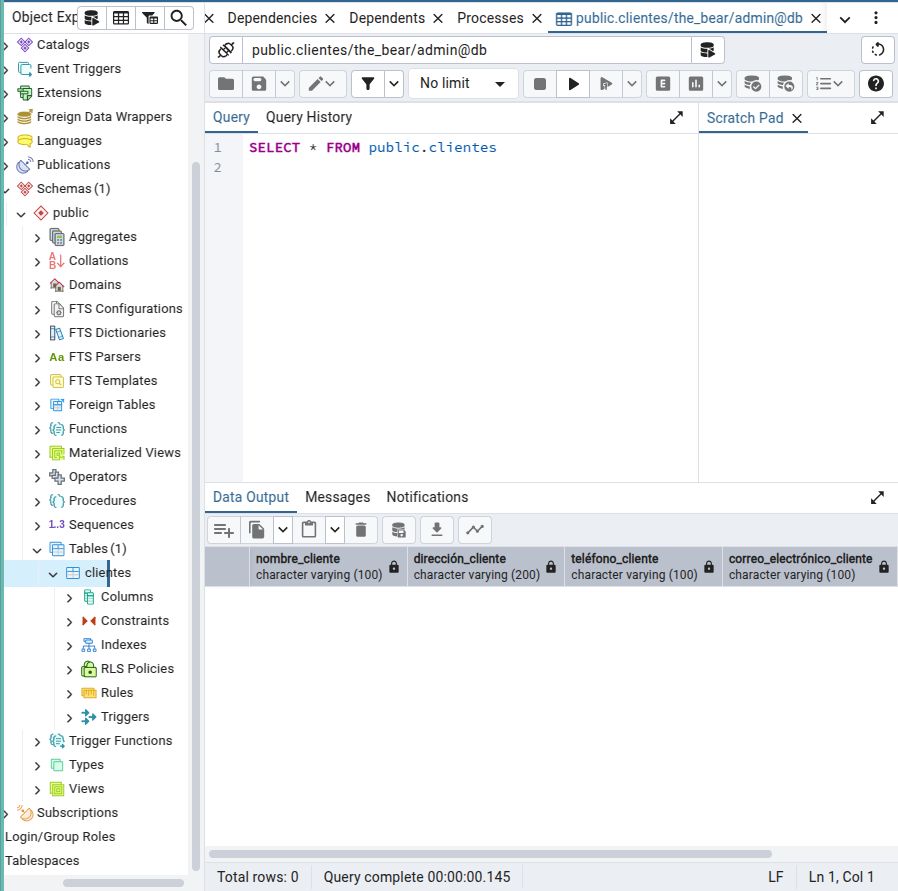 Object Exp
Dependencies
Dependents
Processes
public.clientes/the_bear/admin@db
Catalogs
Event Triggers
Extensions
Foreign Data Wrappers
Languages
Publications
Schemas (1)
public
Aggregates
Collations
Domains
FTS Configurations
FTS Dictionaries
Aa FTS Parsers
FTS Templates
Foreign Tables
Functions
Materialized Views
Operators
Procedures
1.3 Sequences
Tables (1)
clientes
Columns
Constraints
Indexes
RLS Policies
Rules
Triggers
Trigger Functions
Types
Views
Subscriptions
Login/Group Roles
Tablespaces
public.clientes/the_bear/admin@db
No limit
E
Query
Query History
Scratch Pad
1 SELECT * FROM public.clientes
2
Data Output
Messages
Notifications
nombre_cliente
character varying (100)
dirección_cliente
character varying (200)
teléfono_cliente
character varying (100)
correo_electrónico_cliente
character varying (100)
Total rows: 0
Query complete 00:00:00.145
LF
Ln 1, Col 1